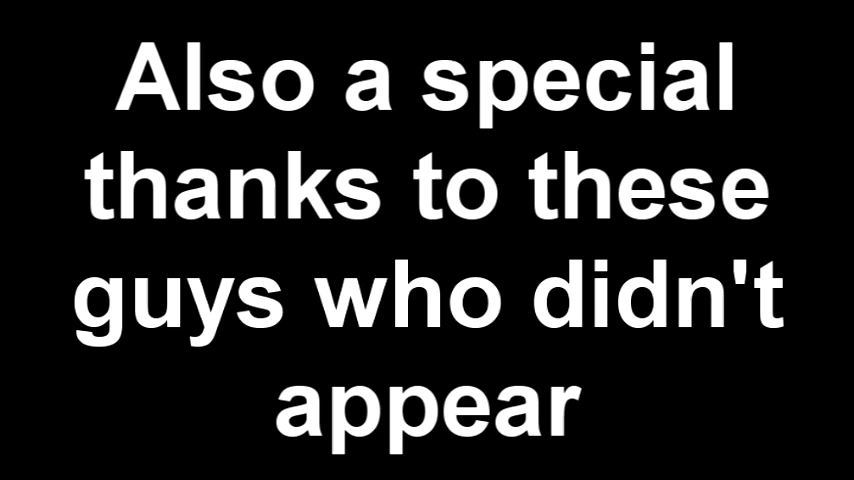 Also a special
thanks to these
guys who didn't
appear